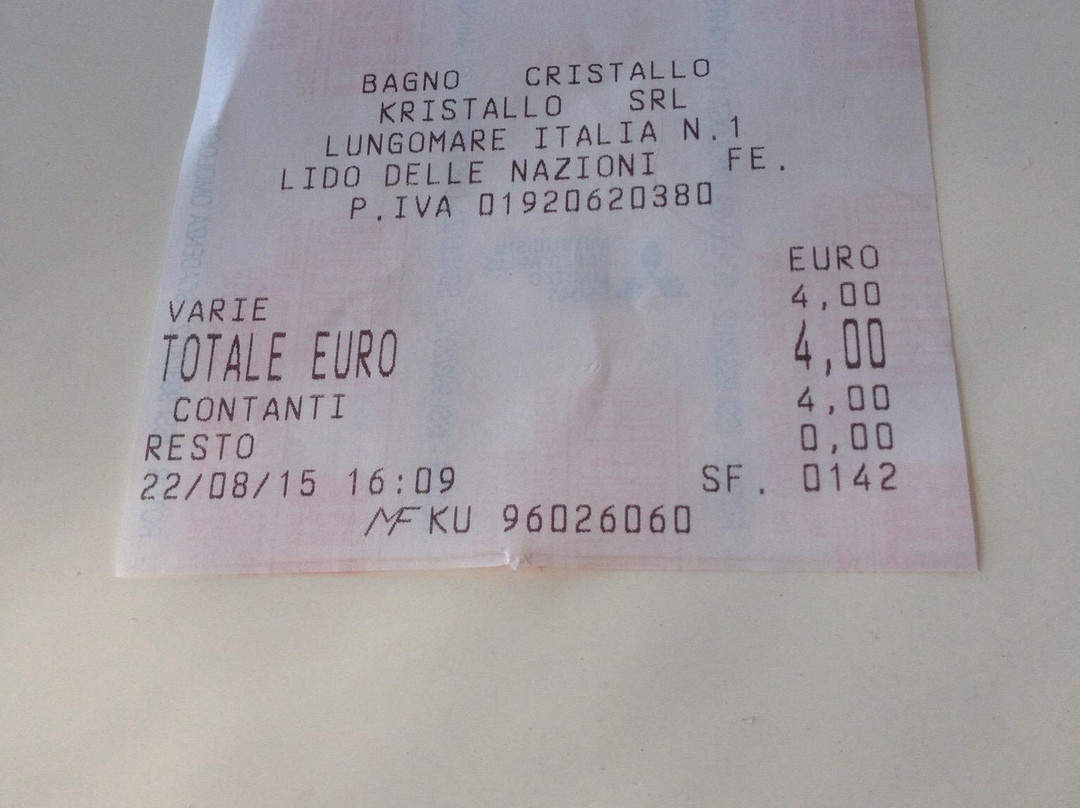 BAGNO CRISTALLO
KRISTALLO SRL
LUNGOMARE ITALIA N.1
LIDO DELLE NAZIONI FE.
P.IVA 01920620380
EURO
VARIE 4,00
TOTALE EURO 4,00
CONTANTI 4,00
RESTO 0,00
22/08/15 16:09 SF. 0142
MF KU 96026060